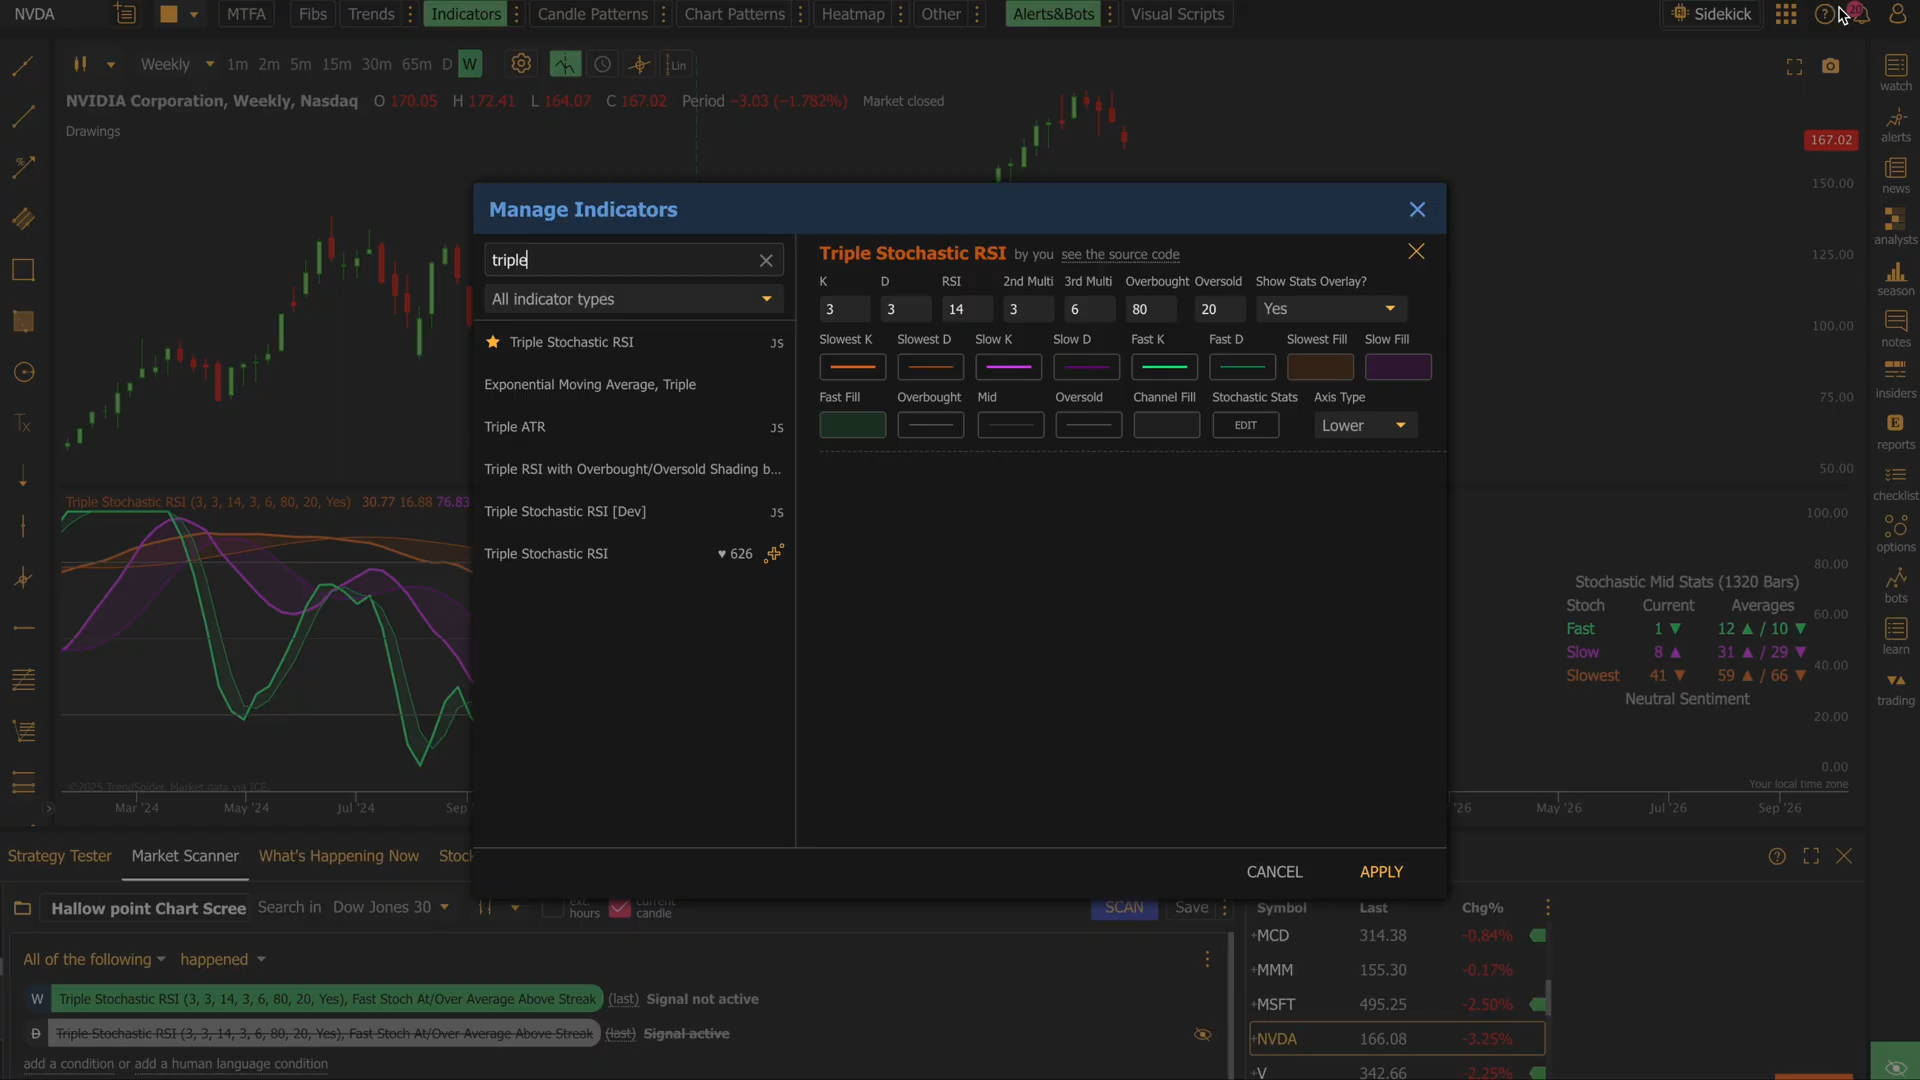 NVDA
MTFA
Fibs
Trends
Indicators
Candle Patterns
Chart Patterns
Heatmap
Other
Alerts&Bots
Visual Scripts
Sidekick
20
Weekly 1m 2m 5m 15m 30m 65m D W
Lin
NVIDIA Corporation, Weekly, Nasdaq O 170.05 H 172.41 L 164.07 C 167.02 Period −3.03 (−1.782%) Market closed
Drawings
167.02
150.00
125.00
100.00
75.00
50.00
watch
alerts
news
analysts
season
notes
insiders
reports
checklist
options
bots
learn
trading
Manage Indicators
triple
All indicator types
Triple Stochastic RSI JS
Exponential Moving Average, Triple
Triple ATR JS
Triple RSI with Overbought/Oversold Shading b...
Triple Stochastic RSI [Dev] JS
Triple Stochastic RSI ♥ 626
Triple Stochastic RSI by you see the source code
K D RSI 2nd Multi 3rd Multi Overbought Oversold Show Stats Overlay?
3 3 14 3 6 80 20 Yes
Slowest K Slowest D Slow K Slow D Fast K Fast D Slowest Fill Slow Fill
Fast Fill Overbought Mid Oversold Channel Fill Stochastic Stats Axis Type
EDIT Lower
CANCEL APPLY
Triple Stochastic RSI (3, 3, 14, 3, 6, 80, 20, Yes) 30.77 16.88 76.83
100.00
80.00
60.00
40.00
20.00
0.00
Stochastic Mid Stats (1320 Bars)
Stoch Current Averages
Fast 1 ▼ 12 ▲ / 10 ▼
Slow 8 ▲ 31 ▲ / 29 ▼
Slowest 41 ▼ 59 ▲ / 66 ▼
Neutral Sentiment
©2025 TrendSpider. Market data via ICE.
Your local time zone
Mar '24 May '24 Jul '24 Sep '26 May '26 Jul '26 Sep '26
Strategy Tester Market Scanner What's Happening Now Stoc
Hallow point Chart Scree Search in Dow Jones 30 ext. hours current candle SCAN Save
All of the following happened
W Triple Stochastic RSI (3, 3, 14, 3, 6, 80, 20, Yes), Fast Stoch At/Over Average Above Streak (last) Signal not active
D Triple Stochastic RSI (3, 3, 14, 3, 6, 80, 20, Yes), Fast Stoch At/Over Average Above Streak (last) Signal active
add a condition or add a human language condition
Symbol Last Chg%
+MCD 314.38 -0.84%
+MMM 155.30 -0.17%
+MSFT 495.25 -2.50%
+NVDA 166.08 -3.25%
+V 342.66 -2.25%